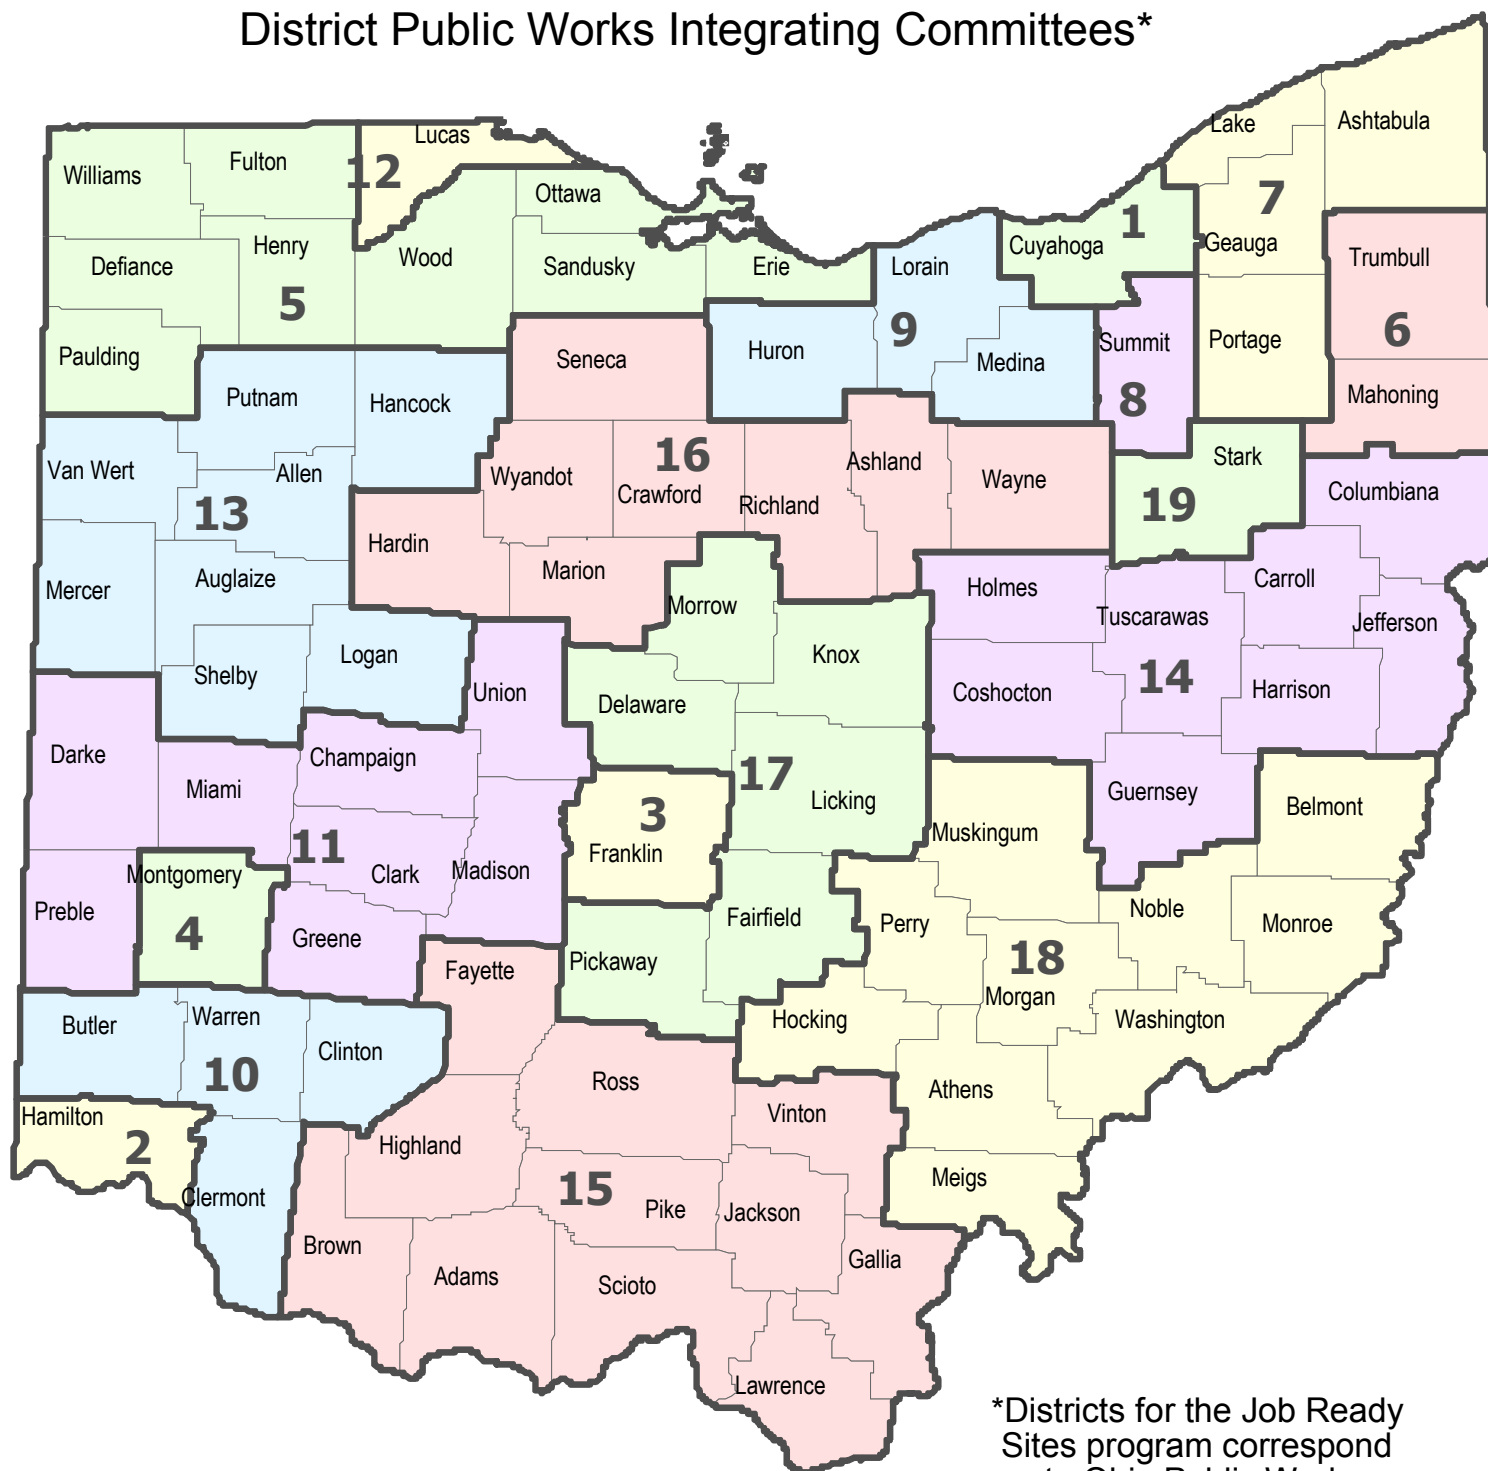 District Public Works Integrating Committees*
Lucas
Lake
Ashtabula
Williams
Fulton
12
Ottawa
7
1
Henry
Cuyahoga
Geauga
Defiance
Wood
Sandusky
Erie
Lorain
Trumbull
5
9
6
Paulding
Seneca
Huron
Medina
Summit
Portage
Putnam
Hancock
8
Mahoning
Van Wert
Allen
Wyandot
16
Crawford
Richland
Ashland
Wayne
Stark
13
19
Columbiana
Hardin
Marion
Mercer
Auglaize
Morrow
Holmes
Carroll
Tuscarawas
Jefferson
Shelby
Logan
Union
Knox
Delaware
Coshocton
14
Harrison
Darke
Champaign
17
Miami
3
Licking
Guernsey
Belmont
Muskingum
11
Franklin
Montgomery
Clark
Madison
Preble
4
Greene
Fairfield
Perry
Noble
Monroe
Fayette
Pickaway
18
Morgan
Butler
Warren
Clinton
Hocking
Washington
10
Ross
Athens
Hamilton
2
Vinton
Highland
Clermont
15
Pike
Jackson
Meigs
Brown
Adams
Scioto
Gallia
Lawrence
*Districts for the Job Ready
Sites program correspond